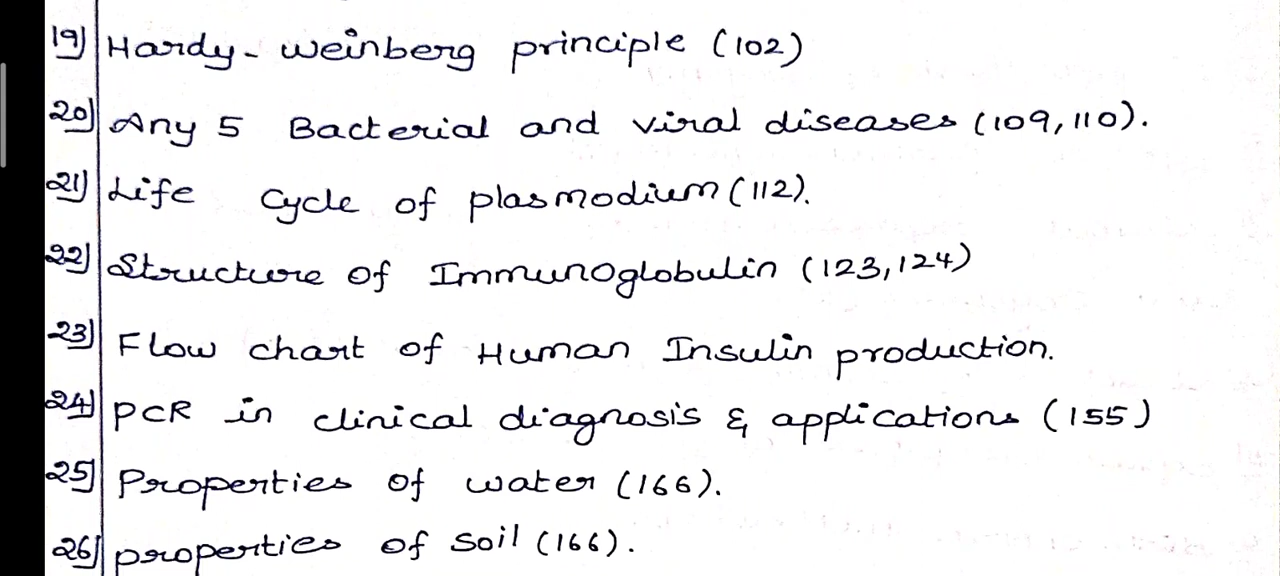 19) Hardy-weinberg principle (102)
20) Any 5 Bacterial and viral diseases (109,110).
21) Life cycle of plasmodium (112).
22) Structure of Immunoglobulin (123,124)
23) Flow chart of Human Insulin production.
24) PCR in clinical diagnosis & applications (155)
25) Properties of water (166).
26) properties of soil (166).